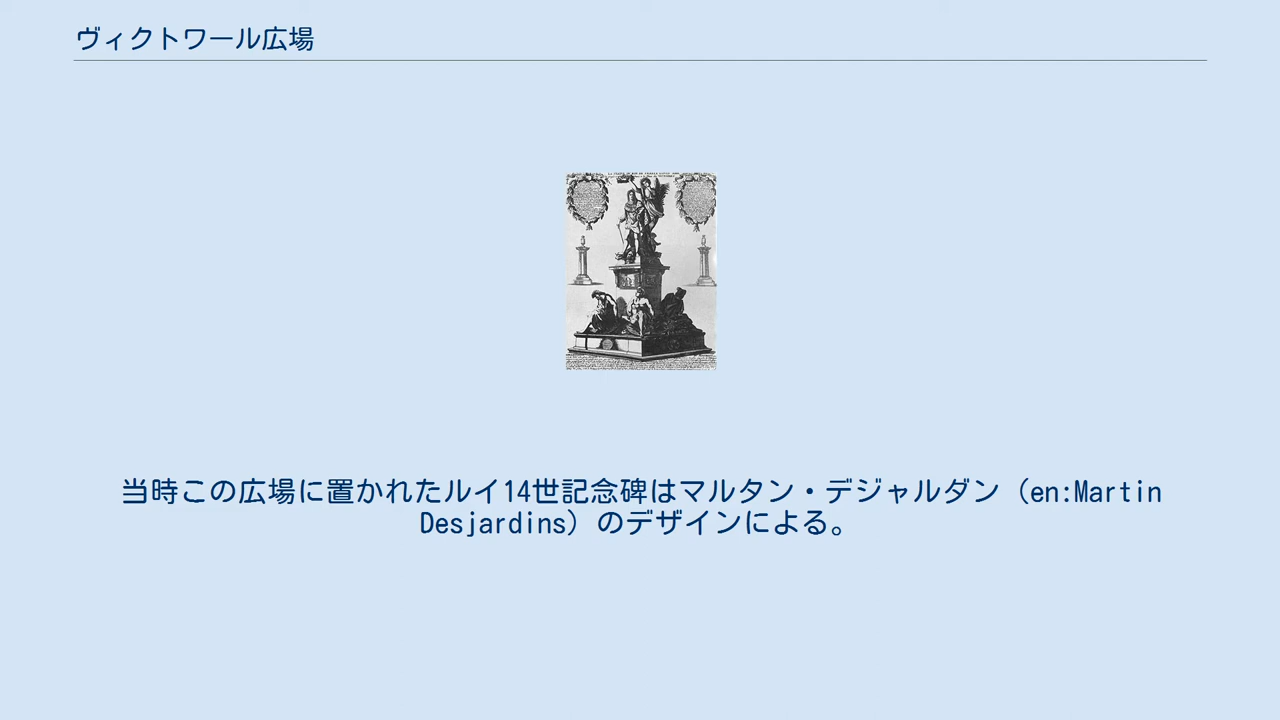 ヴィクトワール広場
当時この広場に置かれたルイ14世記念碑はマルタン・デジャルダン（en:Martin
Desjardins）のデザインによる。